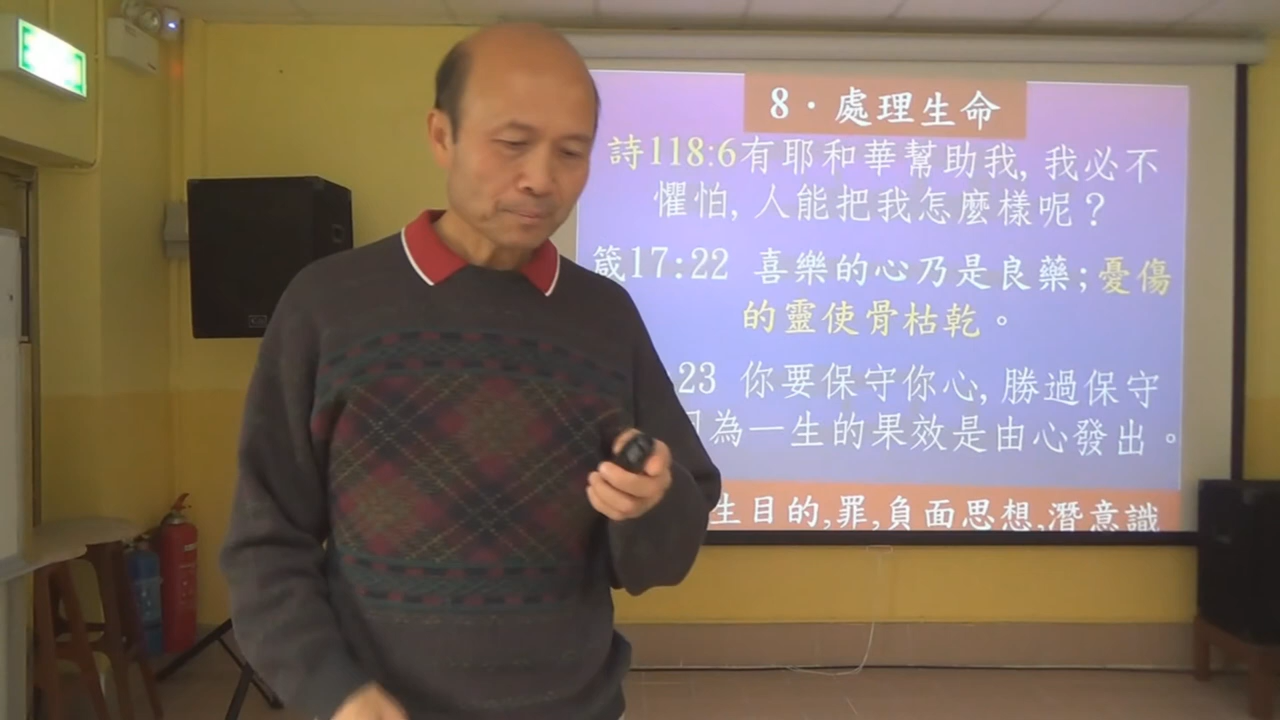 8·處理生命
詩118:6有耶和華幫助我, 我必不
懼怕, 人能把我怎麼樣呢？
箴17:22 喜樂的心乃是良藥;憂傷
的靈使骨枯乾。
23 你要保守你心, 勝過保守
為一生的果效是由心發出。
生目的,罪,負面思想,潛意識